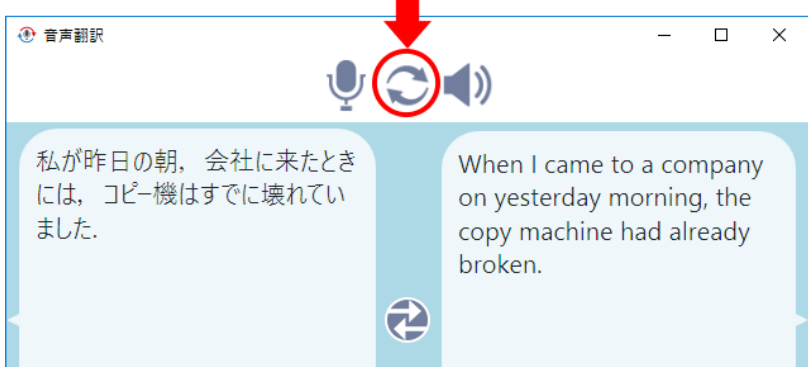 音声翻訳
私が昨日の朝, 会社に来たとき
には, コピー機はすでに壊れてい
ました.
When I came to a company
on yesterday morning, the
copy machine had already
broken.